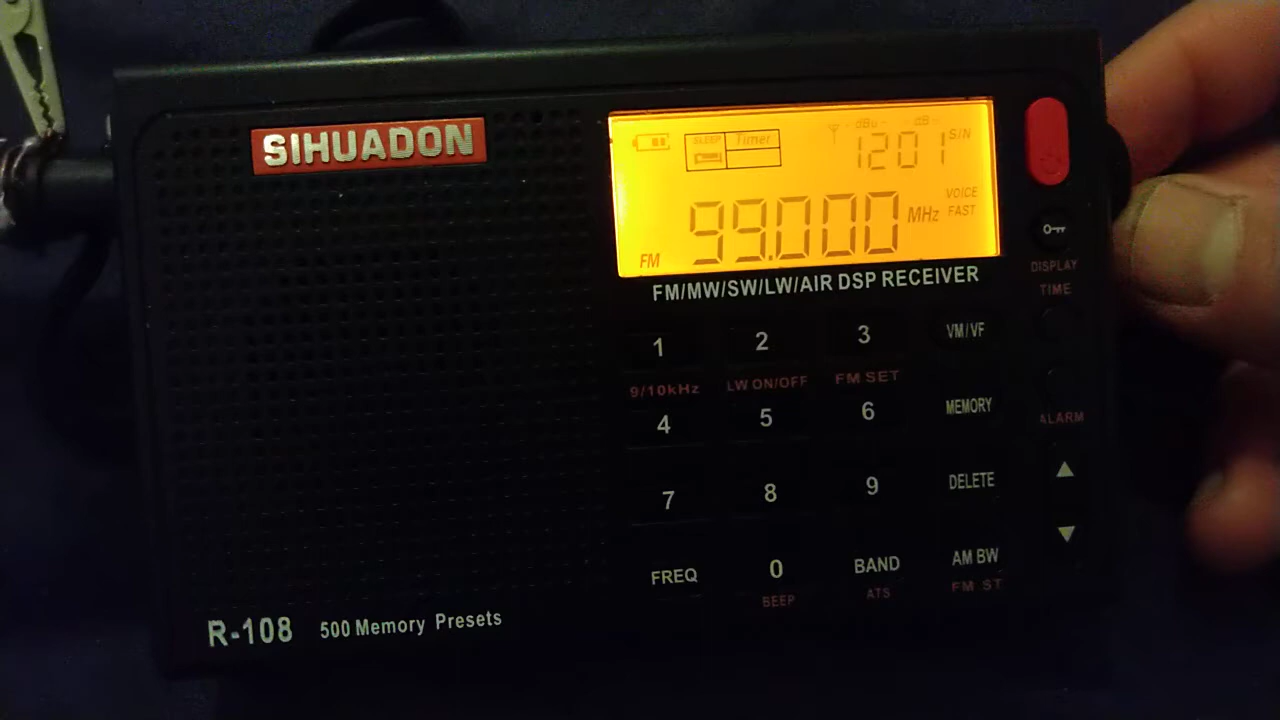 SIHUADON
SLEEP Timer
dBu dB
1201 S/N
VOICE
FAST
99.000 MHz
FM
FM/MW/SW/LW/AIR DSP RECEIVER
DISPLAY
TIME
1 2 3 VM/VF
9/10kHz LW ON/OFF FM SET
4 5 6 MEMORY
ALARM
7 8 9 DELETE
FREQ 0 BAND AM BW
BEEP ATS FM ST
R-108 500 Memory Presets